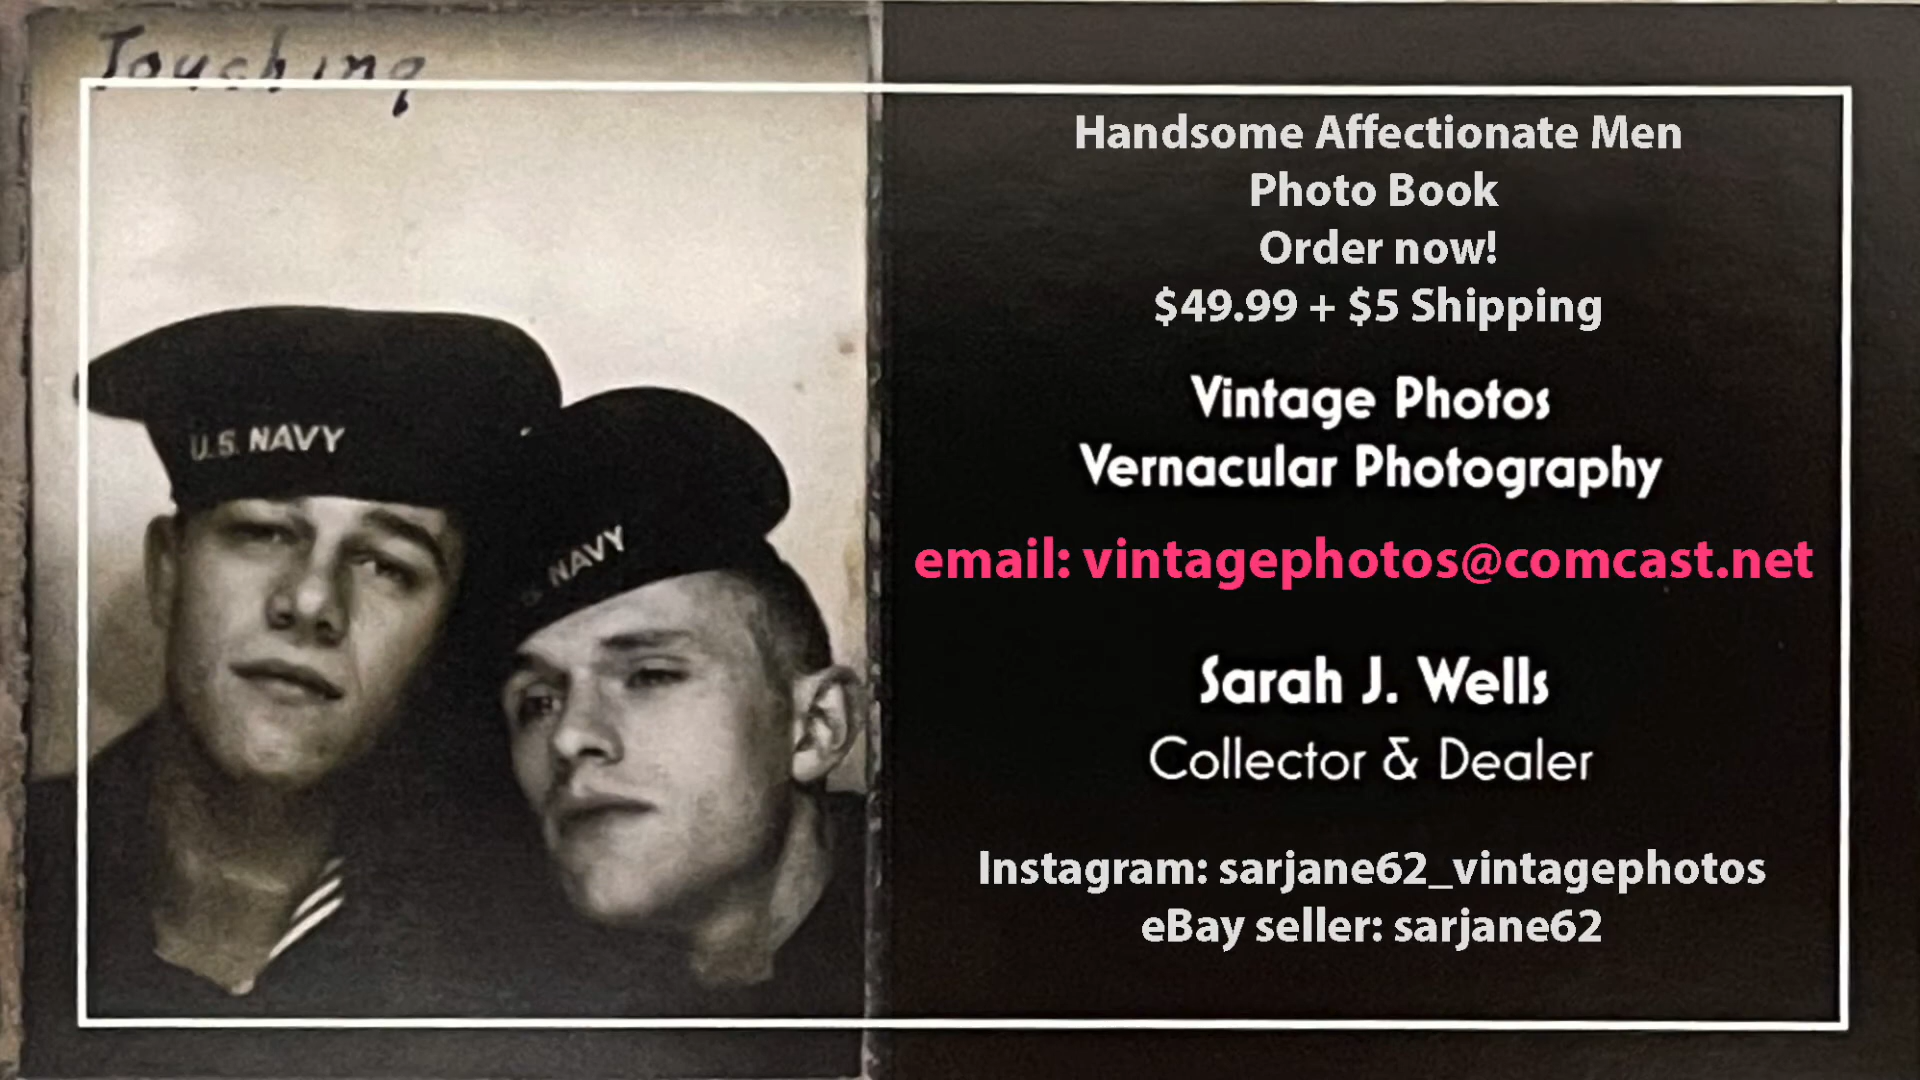 Touching
U.S. NAVY
NAVY
Handsome Affectionate Men
Photo Book
Order now!
$49.99 + $5 Shipping
Vintage Photos
Vernacular Photography
email: vintagephotos@comcast.net
Sarah J. Wells
Collector & Dealer
Instagram: sarjane62_vintagephotos
eBay seller: sarjane62